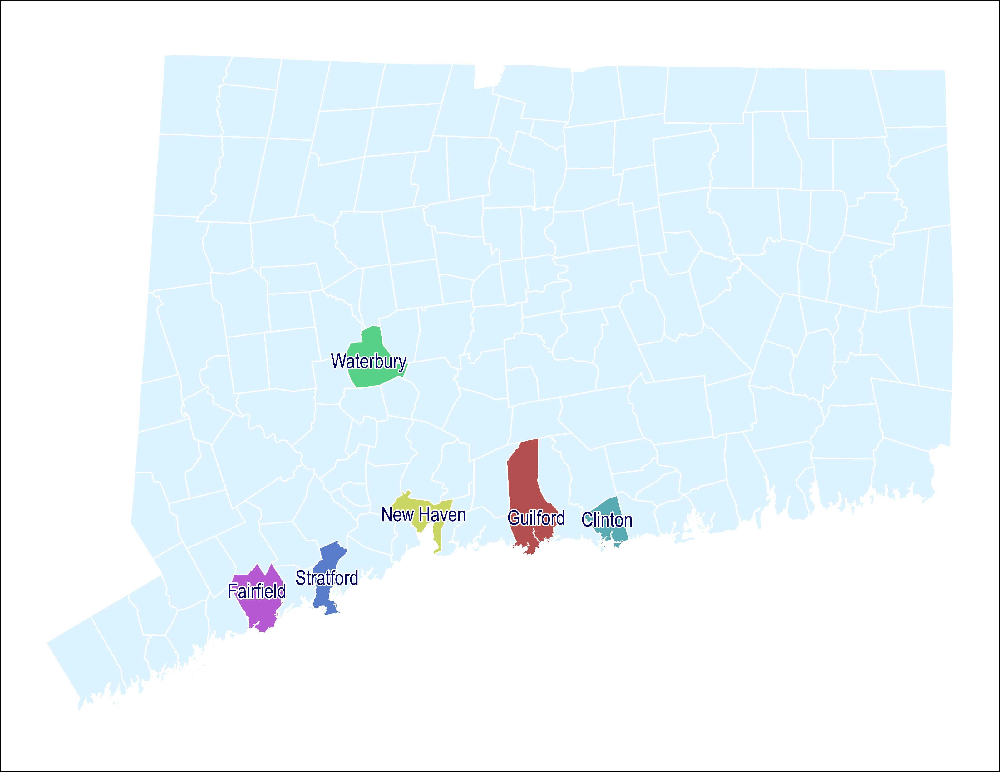 Waterbury
New Haven
Guilford
Clinton
Stratford
Fairfield